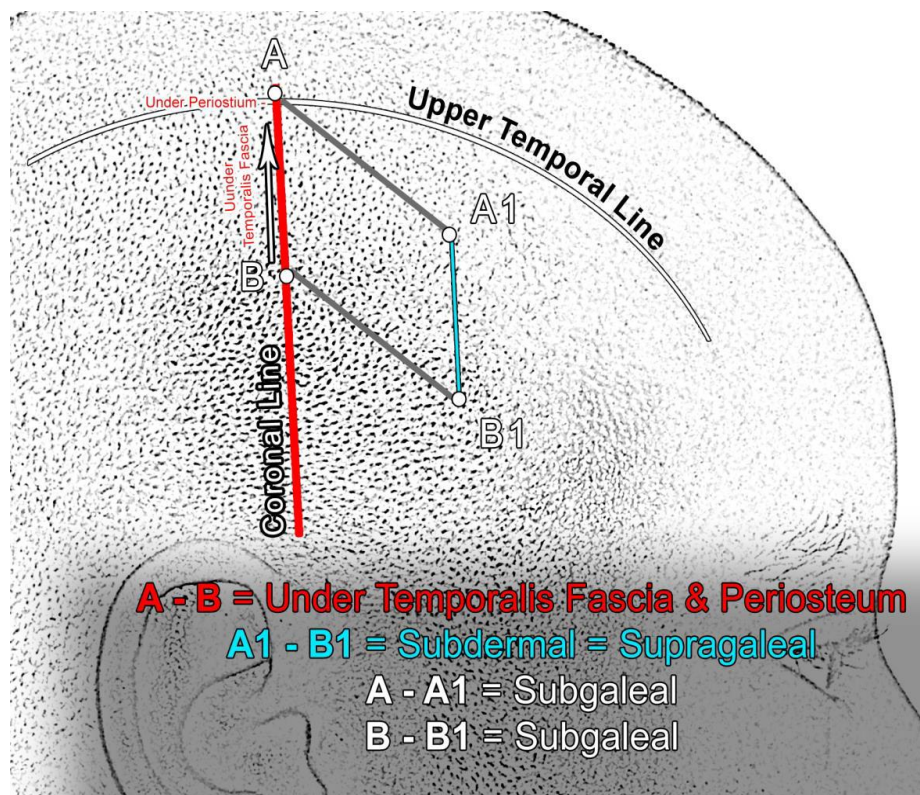 A
Under Periostium
Upper Temporal Line
Uunder
Temporalis Fascia
A1
B
B1
Coronal Line
A - B = Under Temporalis Fascia & Periosteum
A1 - B1 = Subdermal = Supragaleal
A - A1 = Subgaleal
B - B1 = Subgaleal